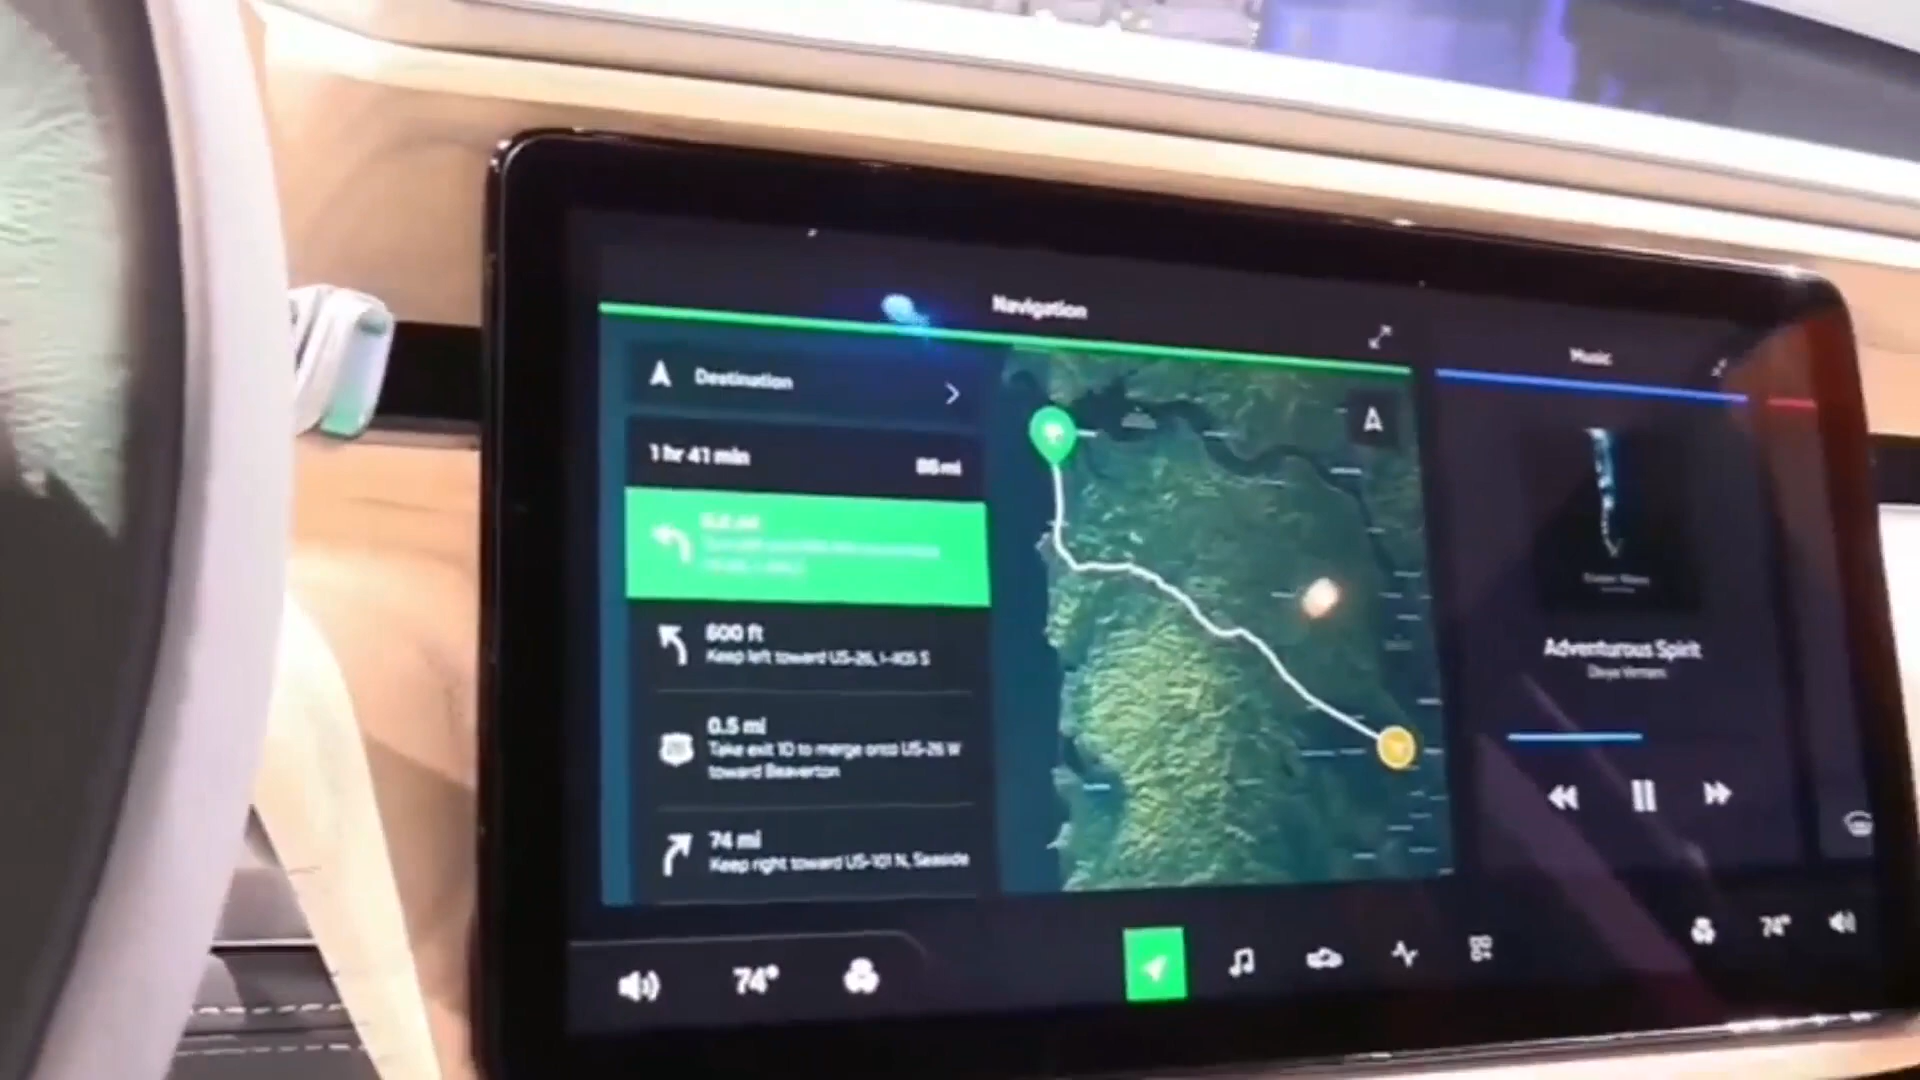 Navigation
Destination
1 hr 41 min
86 mi
600 ft
Keep left toward US-26, I-405 S
0.5 mi
Take exit 1D to merge onto US-26 W
toward Beaverton
74 mi
Keep right toward US-101 N, Seaside
Music
Adventurous Spirit
74°
74°